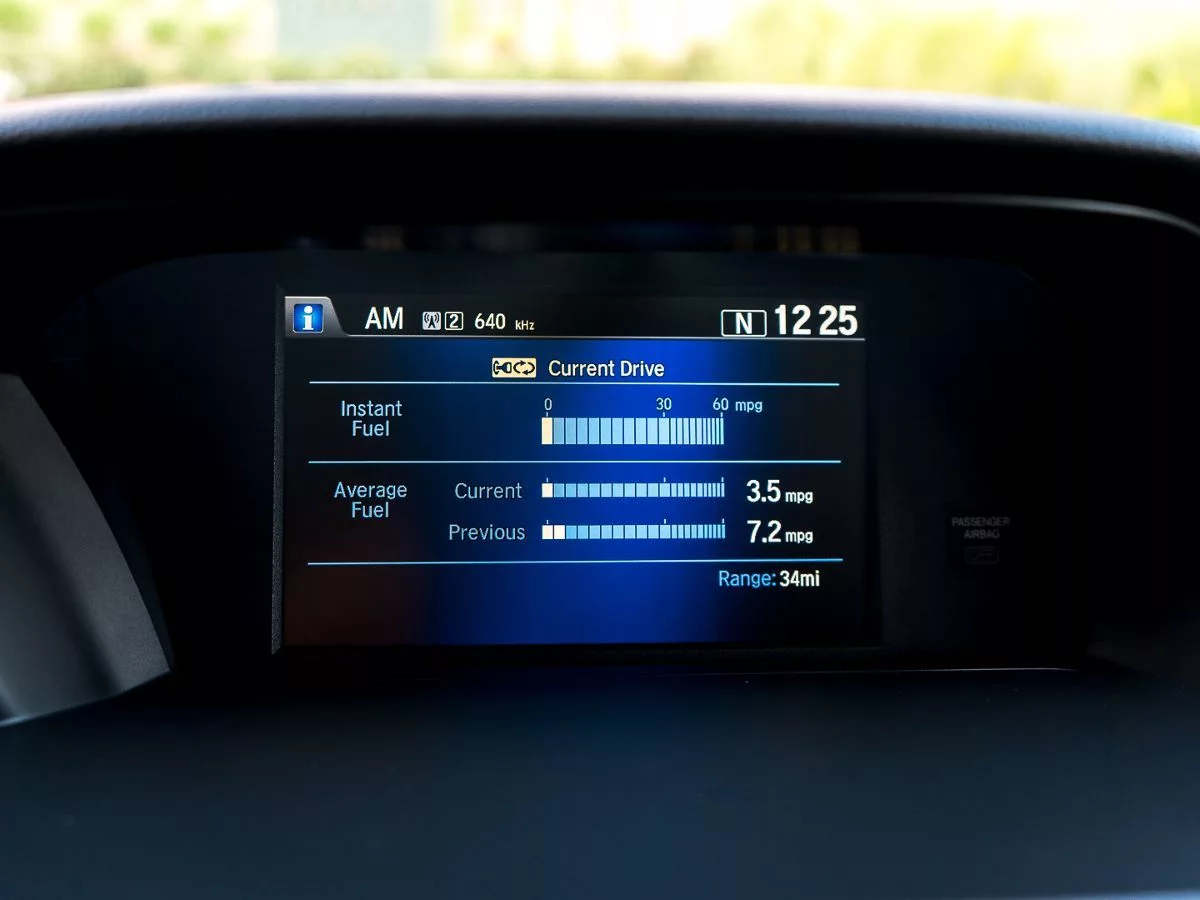 i AM 2 640 kHz N 12 25
Current Drive
0 30 60 mpg
Instant
Fuel
Average
Fuel
Current 3.5 mpg
Previous 7.2 mpg
Range: 34mi
PASSENGER
AIRBAG